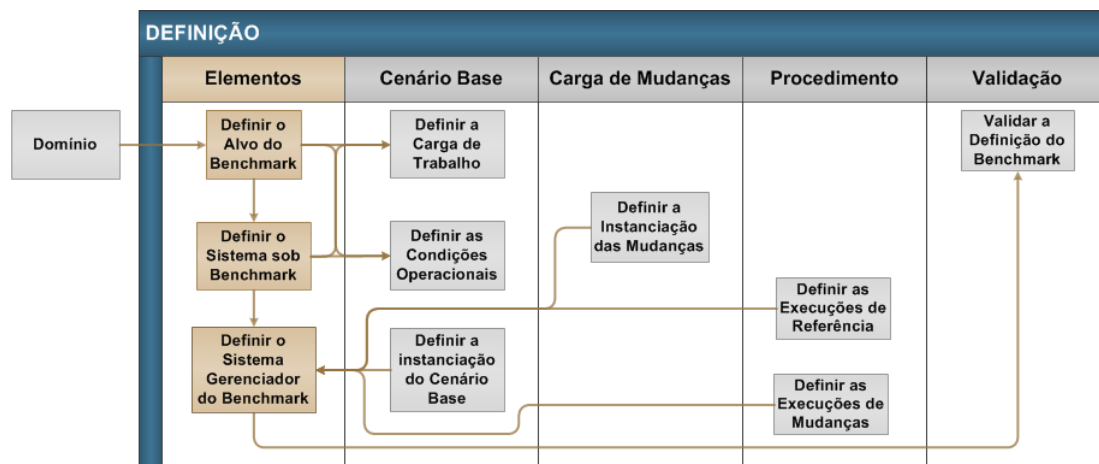 DEFINIÇÃO
Elementos
Cenário Base
Carga de Mudanças
Procedimento
Validação
Domínio
Definir o
Alvo do
Benchmark
Definir a
Carga de
Trabalho
Validar a
Definição do
Benchmark
Definir o
Sistema sob
Benchmark
Definir as
Condições
Operacionais
Definir a
Instanciação
das Mudanças
Definir as
Execuções de
Referência
Definir o
Sistema
Gerenciador
do Benchmark
Definir a
instanciação
do Cenário
Base
Definir as
Execuções de
Mudanças